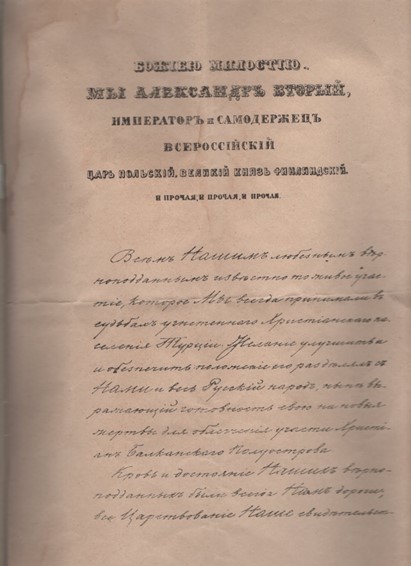 БОЖІЕЮ МИЛОСТІЮ.
МЫ АЛЕКСАНДРЪ ВТОРЫЙ,
ИМПЕРАТОРЪ и САМОДЕРЖЕЦЪ
ВСЕРОССІЙСКІЙ
ЦАРЬ ПОЛЬСКІЙ, ВЕЛИКІЙ КНЯЗЬ ФИНЛЯНДСКІЙ.
И ПРОЧАЯ, И ПРОЧАЯ, И ПРОЧАЯ.
Всѣмъ Нашимъ любезнымъ вѣр
ноподданнымъ извѣстно то живое учас
тіе, которое Мы всегда принимали въ
судьбахъ угнетеннаго Христіанскаго на
селенія Турціи. Желаніе улучшить
и обезпечить положеніе его раздѣлялъ съ
Нами и весь Русскій народъ, нынѣ вы
ражающій готовность свою на новыя
жертвы для облегченія участи Христі
анъ Балканскаго Полуострова
Кровь и достояніе Нашихъ вѣрно
подданныхъ были всегда Намъ дороги,
все Царствованіе Наше свидѣтельст